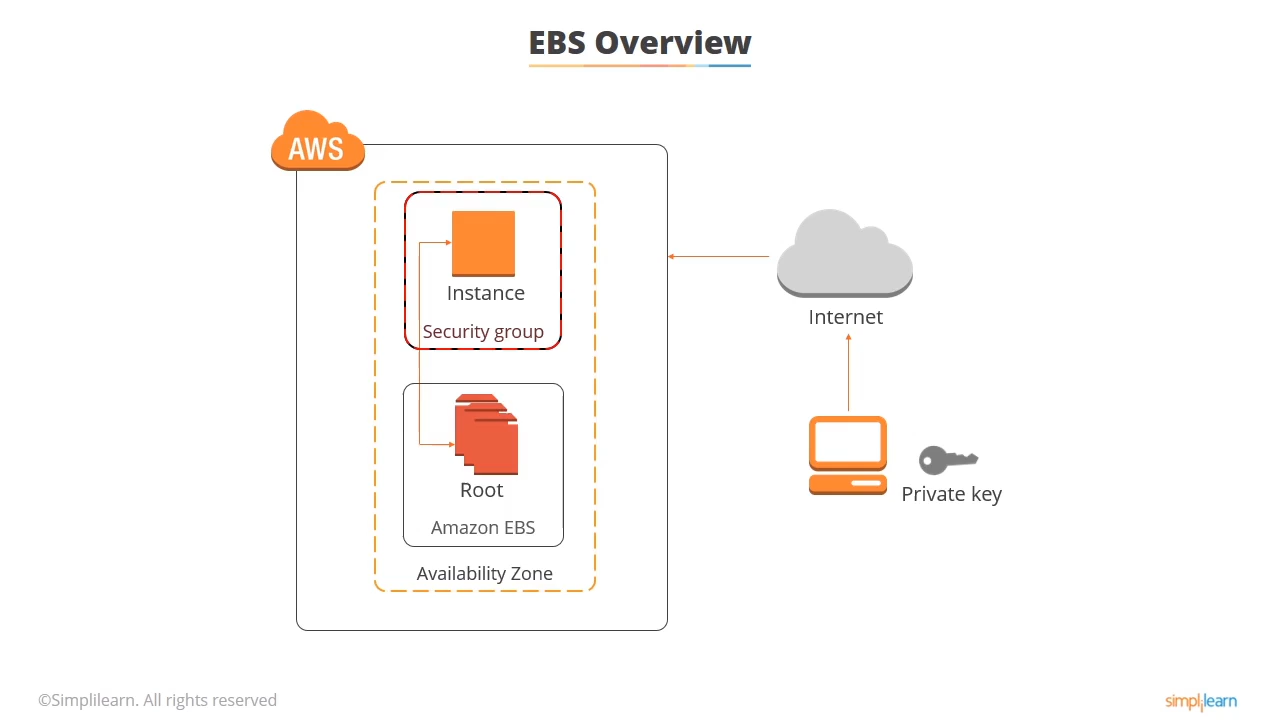 EBS Overview
AWS
Instance
Security group
Internet
Root
Private key
Amazon EBS
Availability Zone
©Simplilearn. All rights reserved
simplilearn